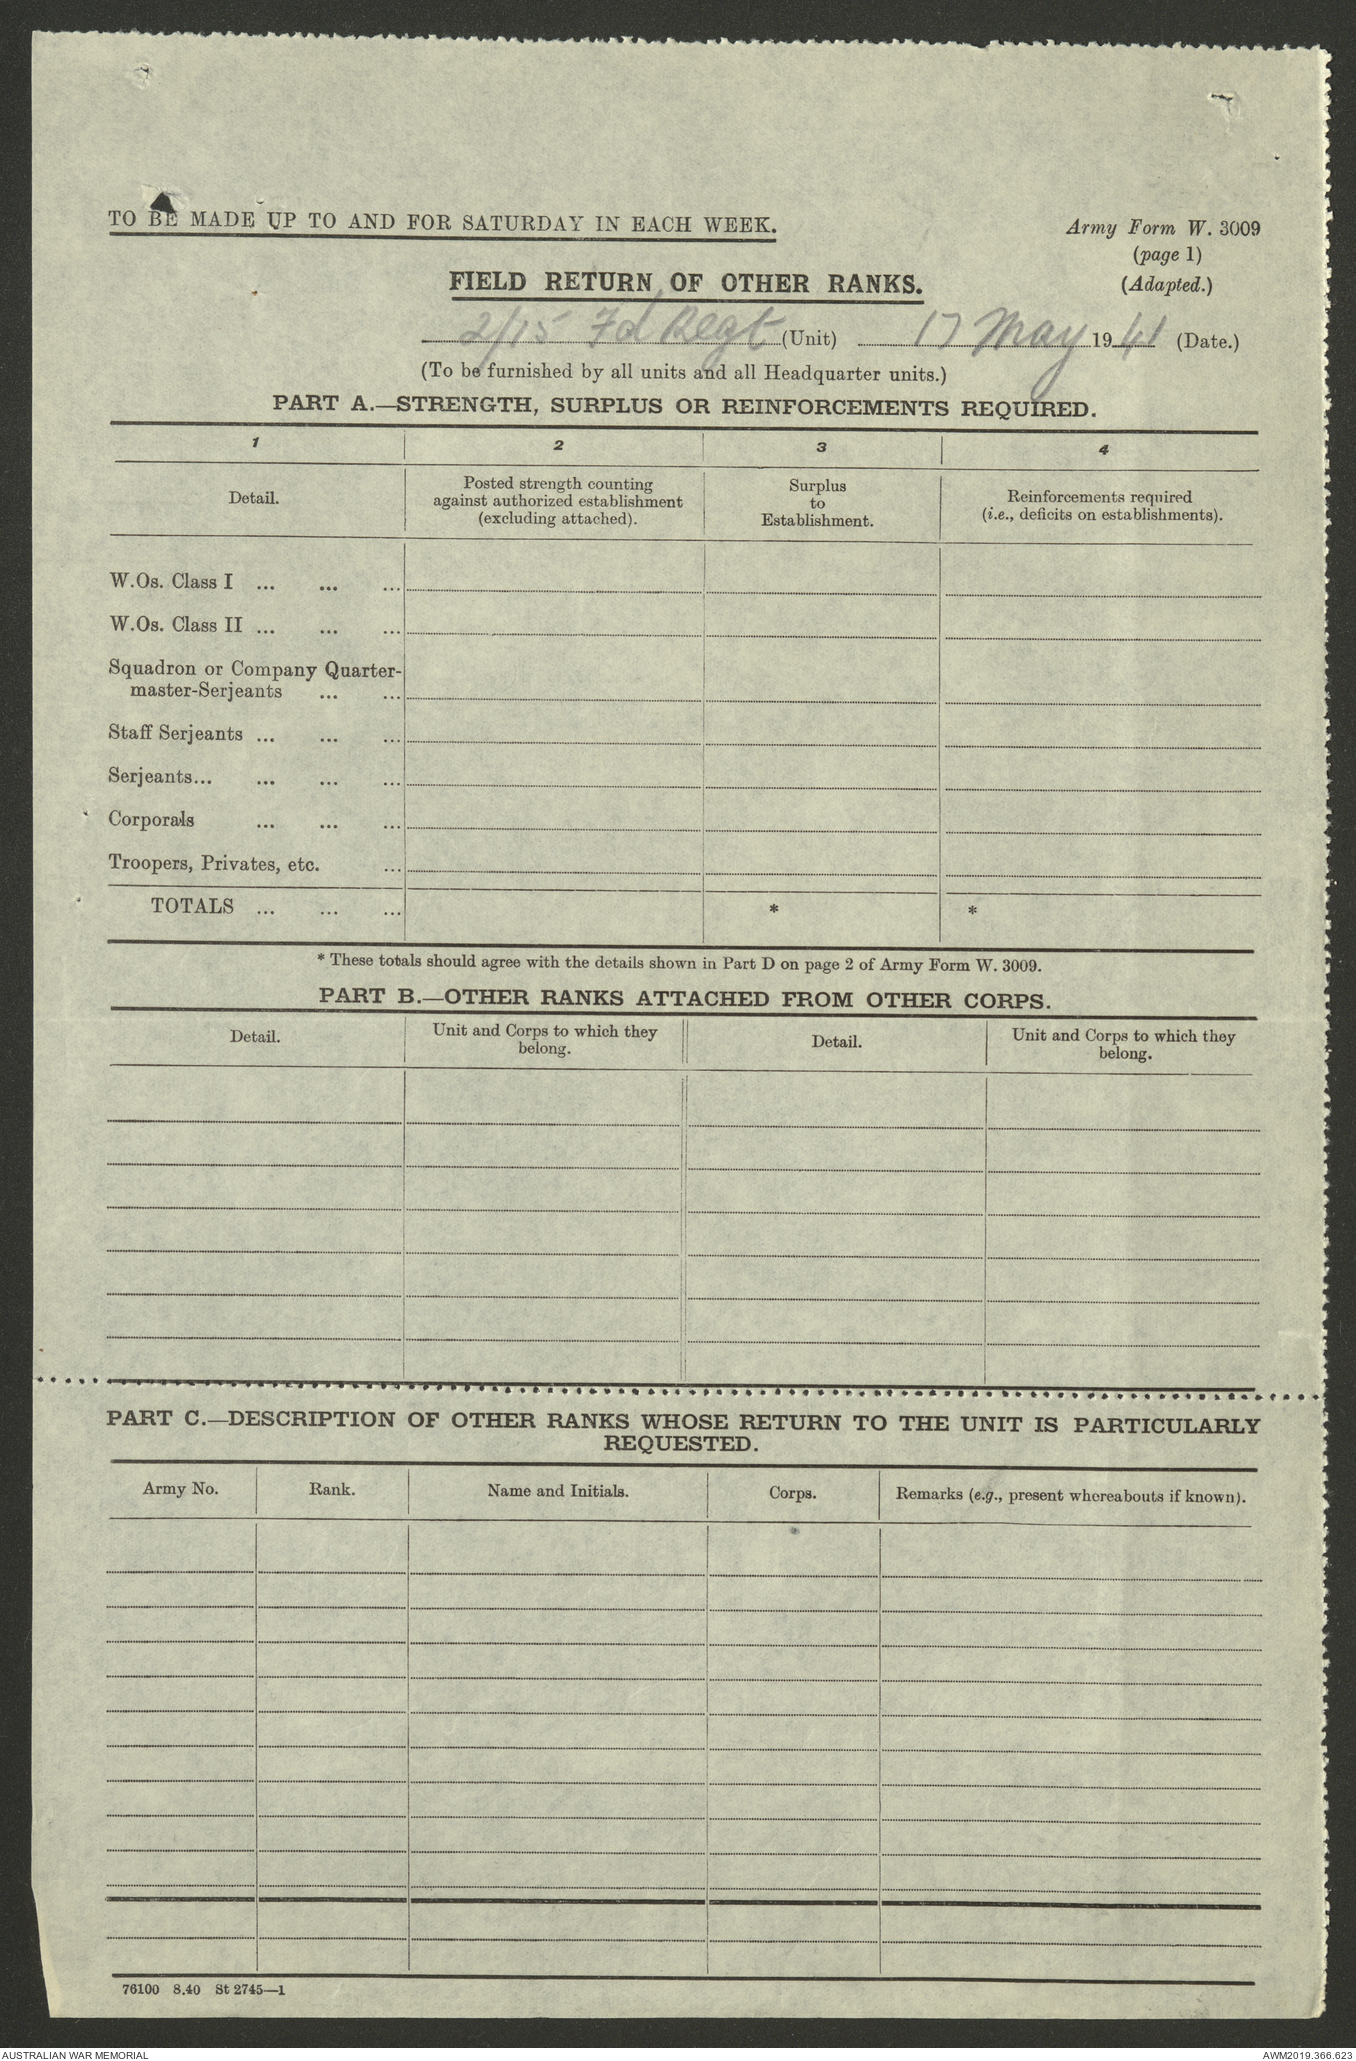 TO BE MADE UP TO AND FOR SATURDAY IN EACH WEEK.
Army Form W. 3009
(page 1)
(Adapted.)
FIELD RETURN OF OTHER RANKS.
2/15 Fd Regt (Unit) 17 May 1941 (Date.)
(To be furnished by all units and all Headquarter units.)
PART A.—STRENGTH, SURPLUS OR REINFORCEMENTS REQUIRED.
1 2 3 4
Detail.
Posted strength counting
against authorized establishment
(excluding attached).
Surplus
to
Establishment.
Reinforcements required
(i.e., deficits on establishments).
W.Os. Class I ... ... ...
W.Os. Class II ... ... ...
Squadron or Company Quarter-
master-Serjeants ... ...
Staff Serjeants ... ... ...
Serjeants... ... ... ...
Corporals ... ... ...
Troopers, Privates, etc. ...
TOTALS ... ... ... * *
* These totals should agree with the details shown in Part D on page 2 of Army Form W. 3009.
PART B.—OTHER RANKS ATTACHED FROM OTHER CORPS.
Detail.
Unit and Corps to which they
belong.
Detail.
Unit and Corps to which they
belong.
PART C.—DESCRIPTION OF OTHER RANKS WHOSE RETURN TO THE UNIT IS PARTICULARLY
REQUESTED.
Army No. Rank. Name and Initials. Corps. Remarks (e.g., present whereabouts if known).
76100 8.40 St 2745—1
AUSTRALIAN WAR MEMORIAL
AWM2019.366.623